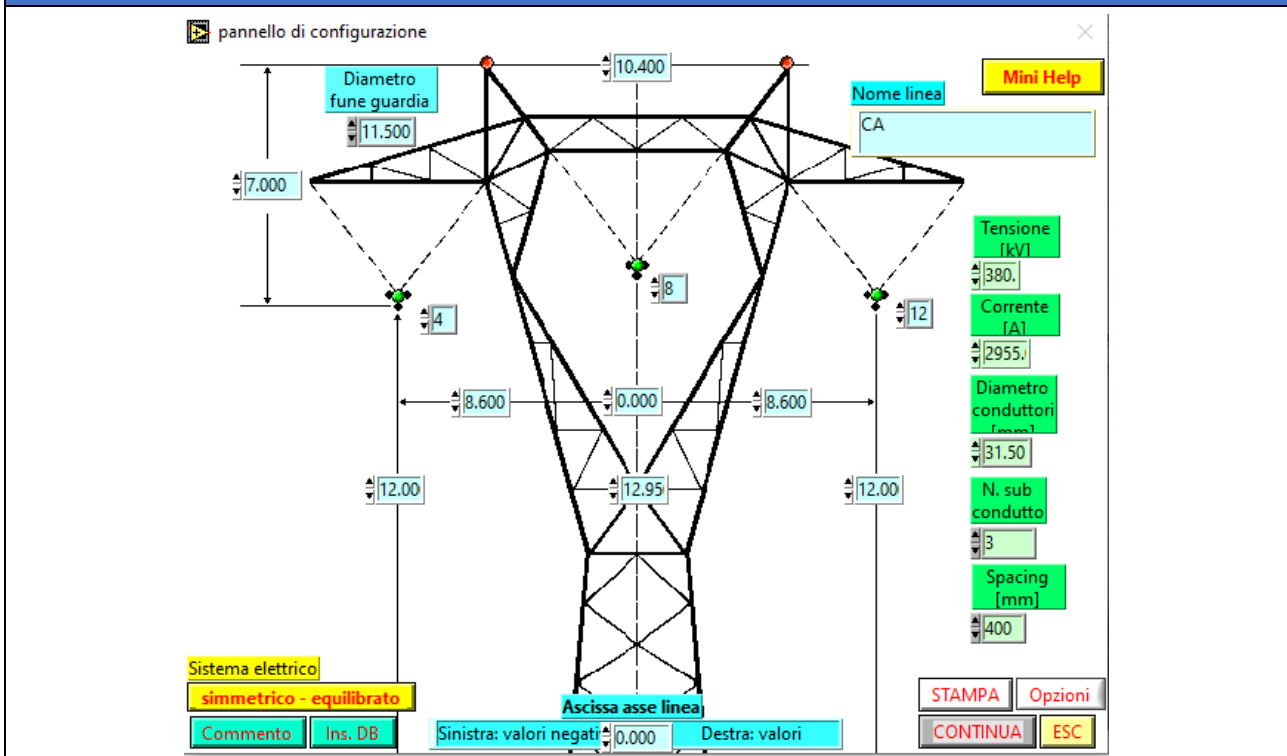 pannello di configurazione
10.400
Mini Help
Diametro
fune guardia
11.500
Nome linea
CA
7.000
Tensione
[kV]
380.
8
4
12
Corrente
[A]
2955.
8.600
0.000
8.600
Diametro
conduttori
[mm]
31.50
12.00
12.95
12.00
N. sub
condutto
3
Spacing
[mm]
400
Sistema elettrico
simmetrico - equilibrato
Commento
Ins. DB
Ascissa asse linea
Sinistra: valori negati
0.000
Destra: valori
STAMPA
Opzioni
CONTINUA
ESC